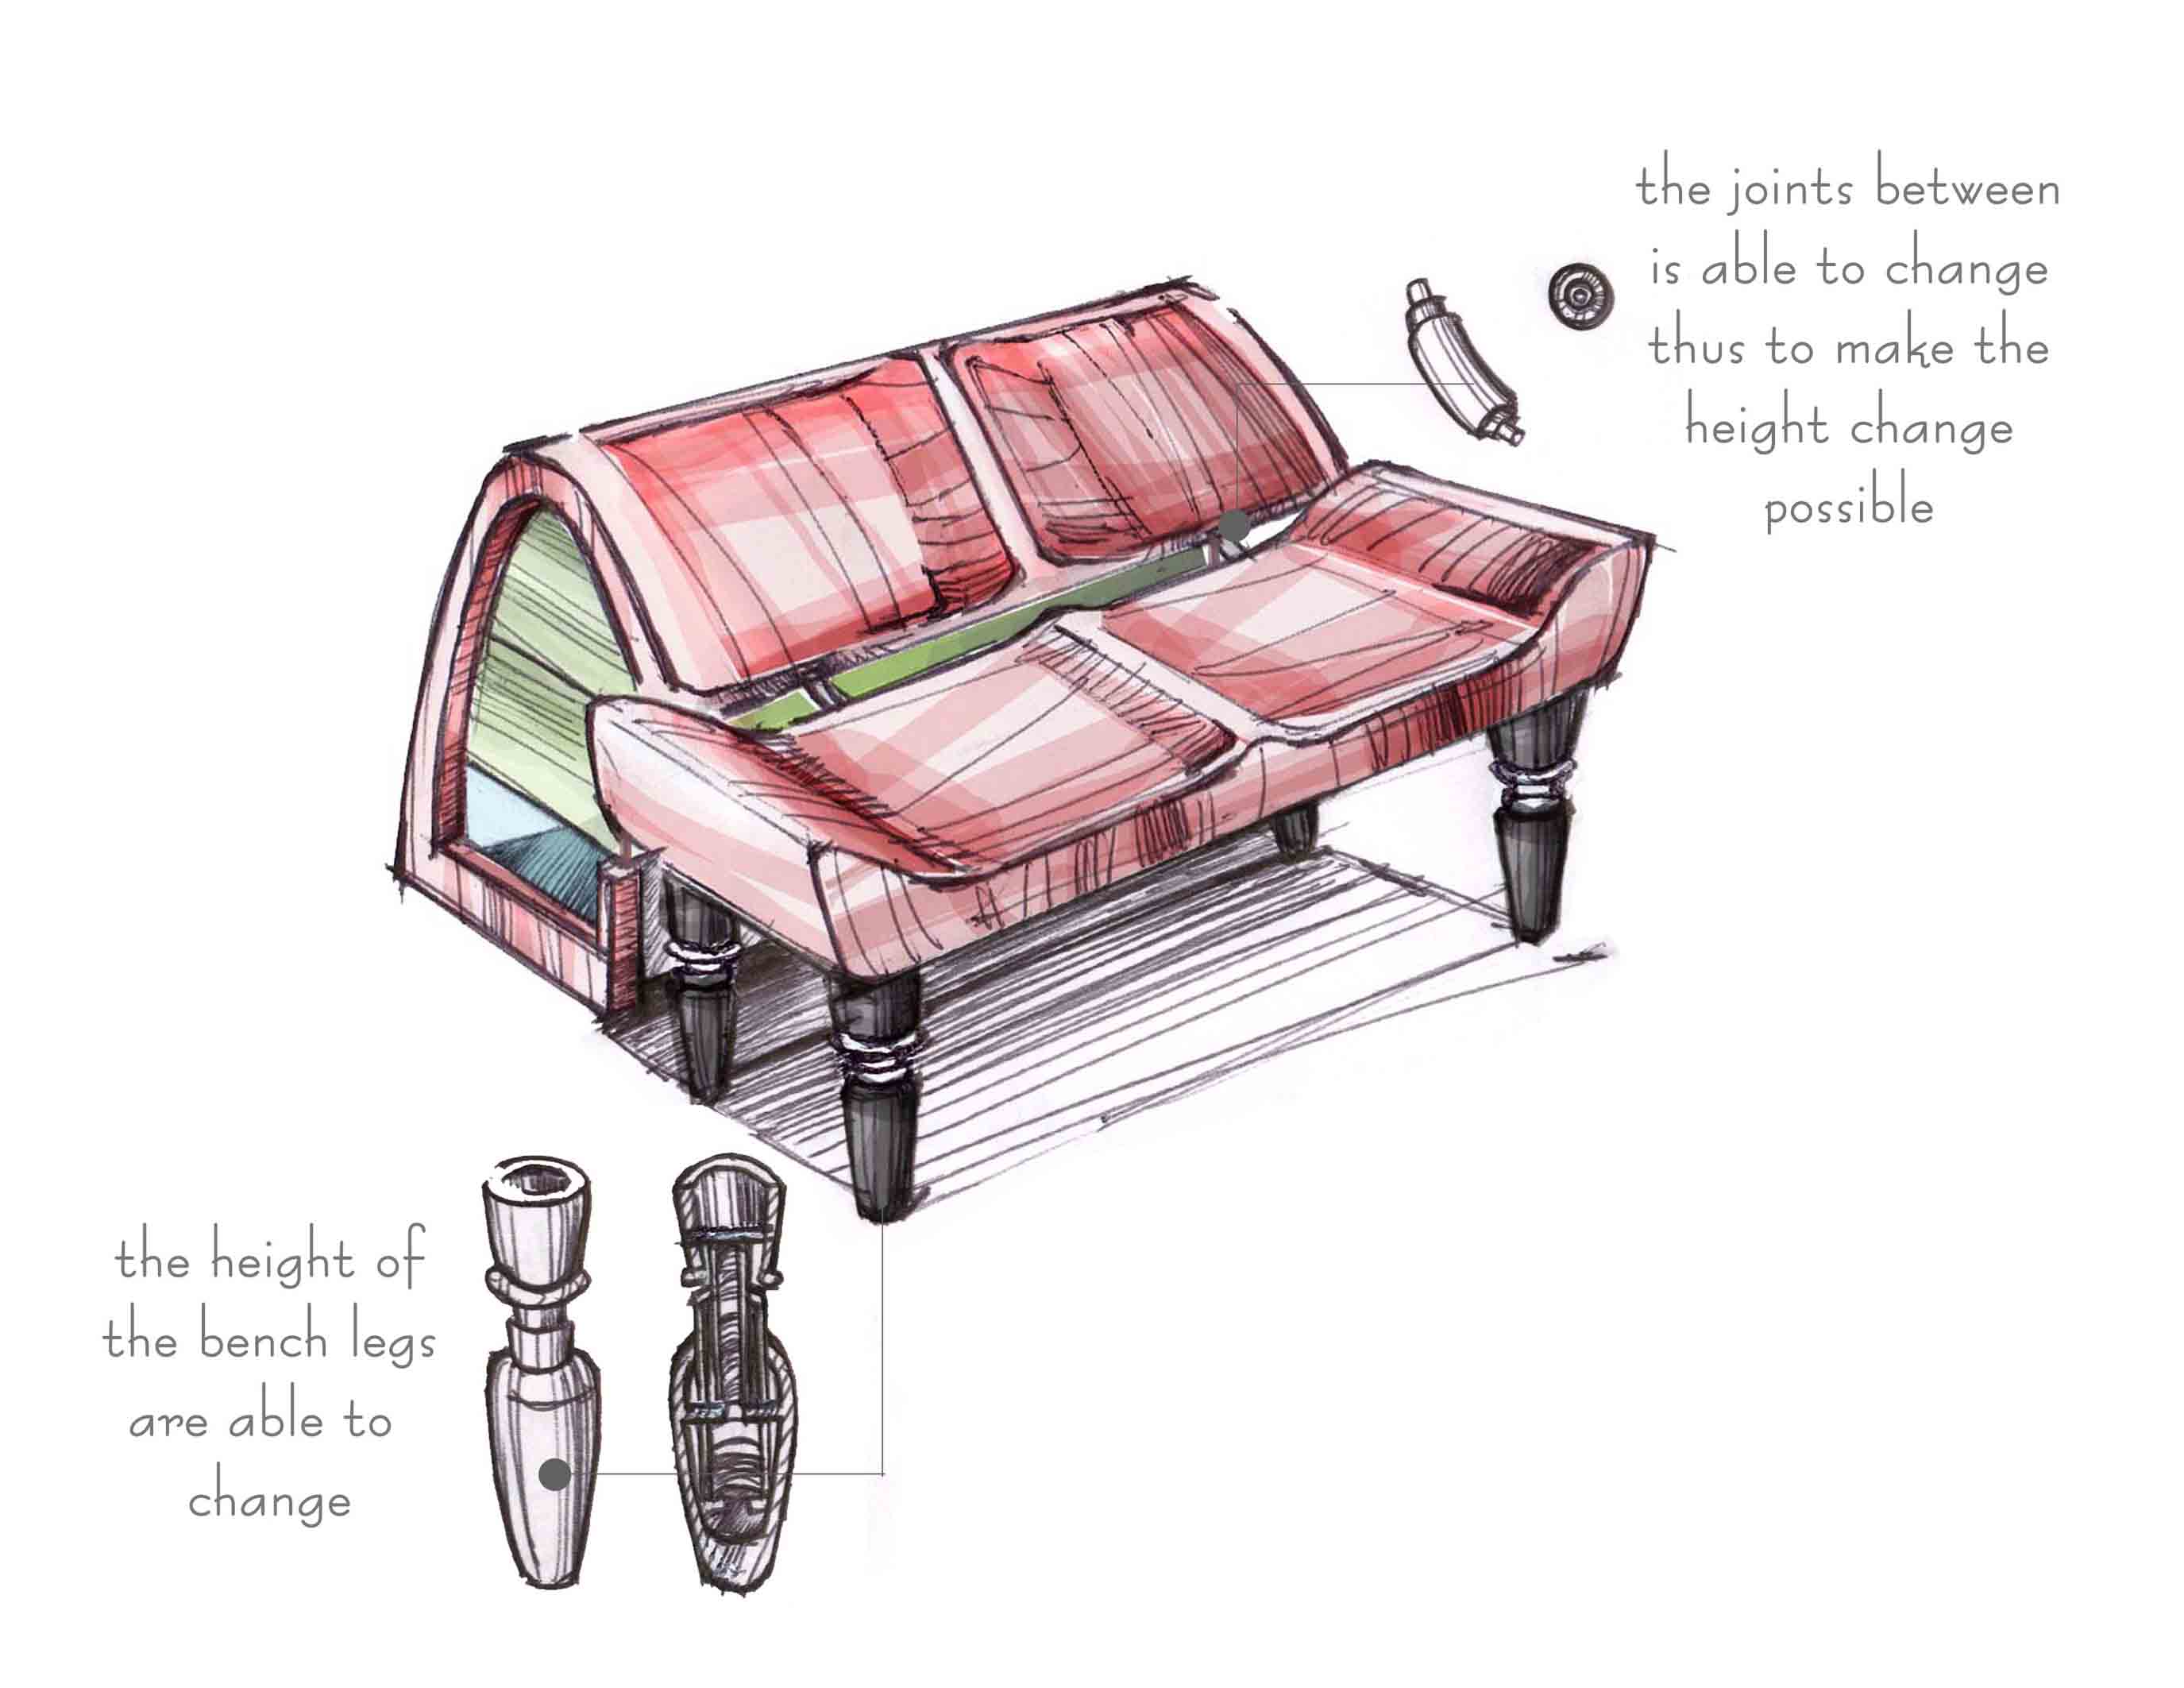 the joints between
is able to change
thus to make the
height change
possible
the height of
the bench legs
are able to
change